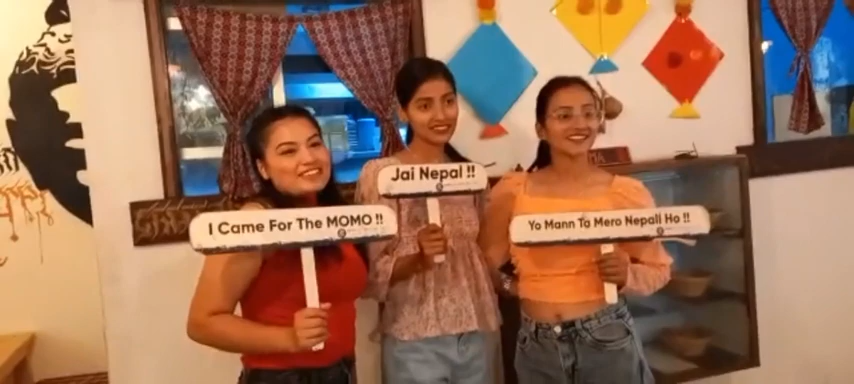 I Came For The MOMO !!
Jai Nepal !!
Yo Mann To Mero Nepali Ho !!